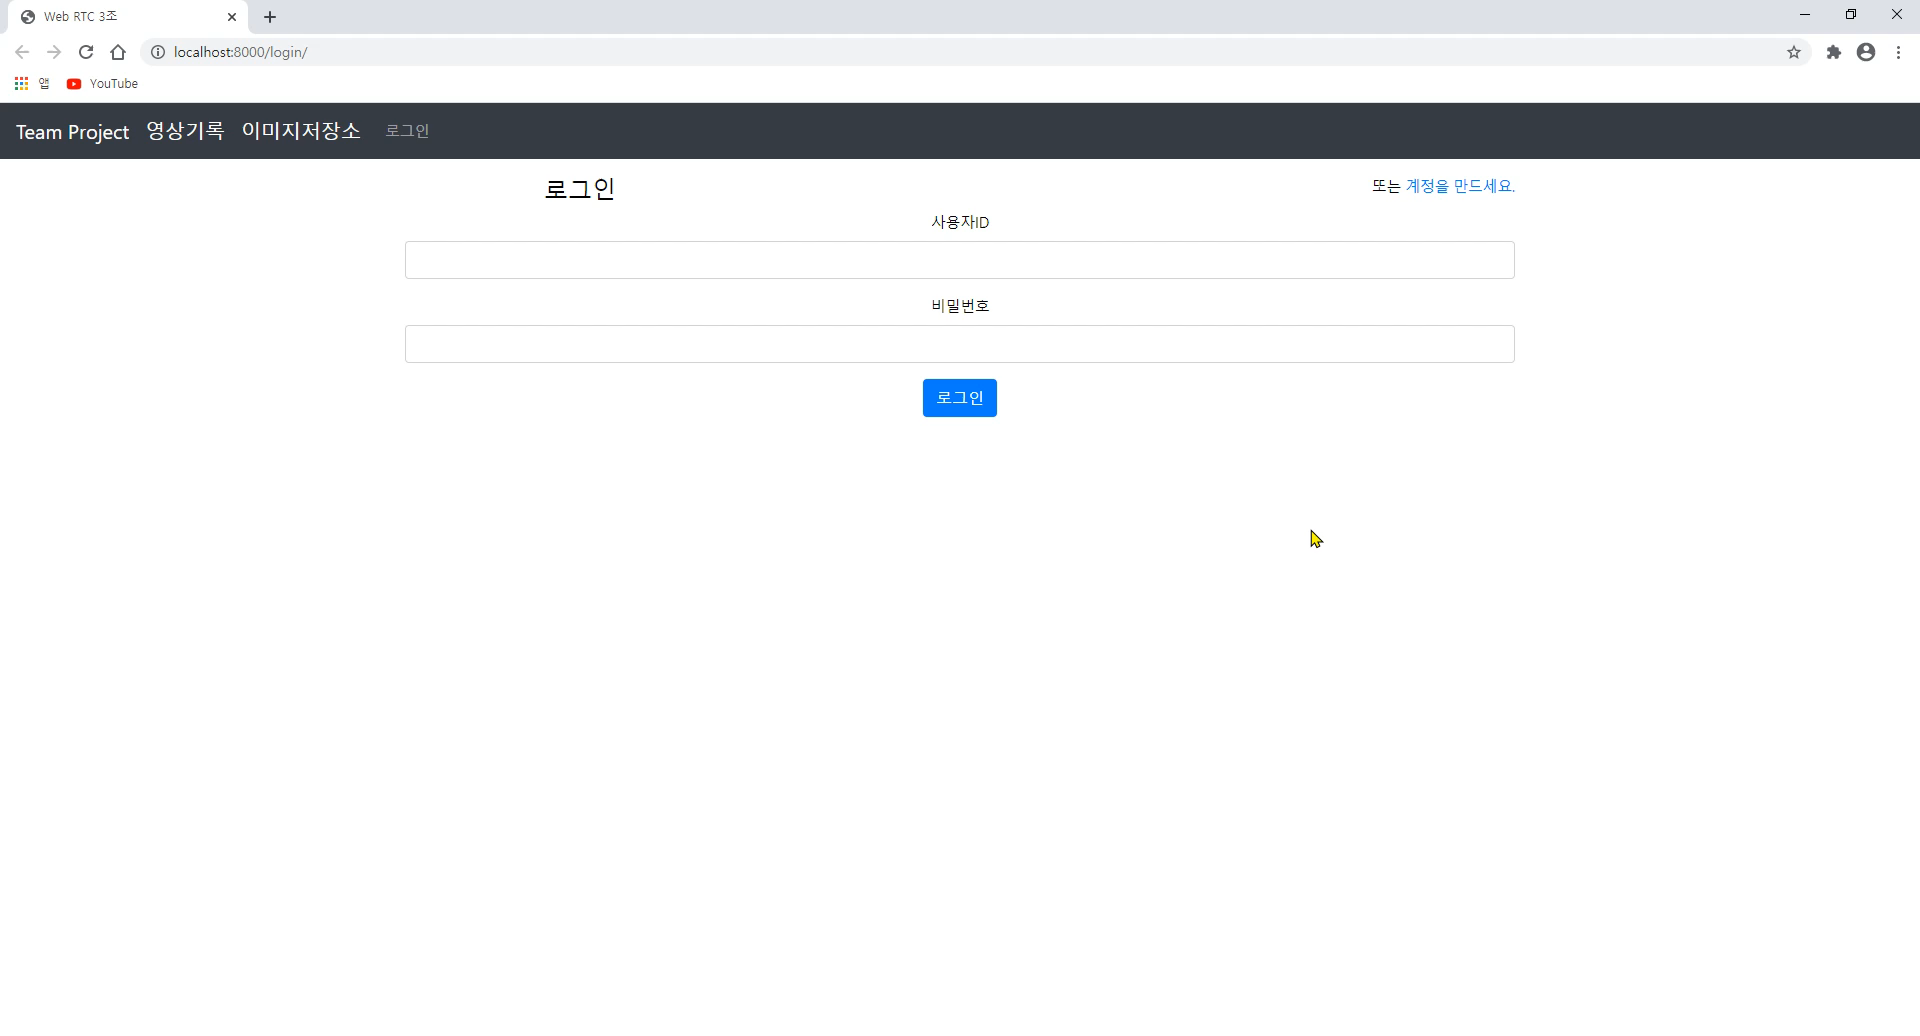 Web RTC 3조
localhost:8000/login/
앱 YouTube
Team Project 영상기록 이미지저장소 로그인
로그인 또는 계정을 만드세요.
사용자ID
비밀번호
로그인